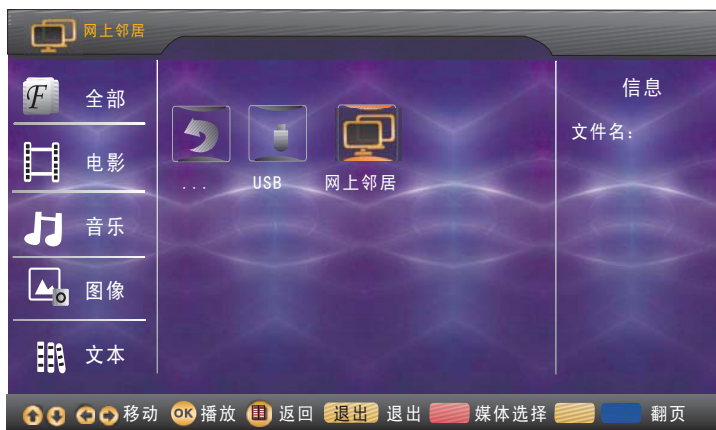 网上邻居
全部
电影
音乐
图像
文本
... USB 网上邻居
信息
文件名:
移动 OK 播放 返回 退出 退出 媒体选择 翻页